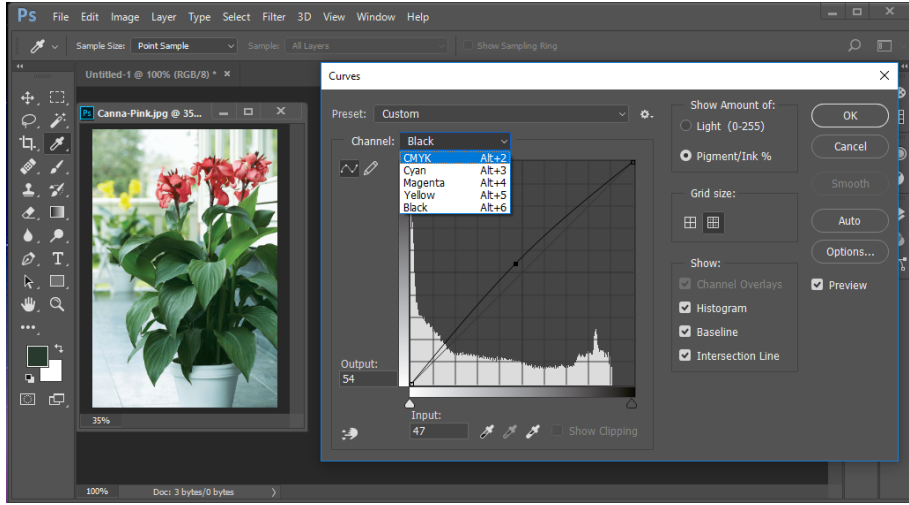 Ps File Edit Image Layer Type Select Filter 3D View Window Help
Sample Size: Point Sample Sample: All Layers Show Sampling Ring
Untitled-1 @ 100% (RGB/8) * ×
Ps Canna-Pink.jpg @ 35...
35%
100% Doc: 3 bytes/0 bytes
T
Curves
Preset: Custom
Channel: Black
CMYK Alt+2
Cyan Alt+3
Magenta Alt+4
Yellow Alt+5
Black Alt+6
Output:
54
Input:
47
Show Clipping
Show Amount of:
Light (0-255)
Pigment/Ink %
Grid size:
Show:
Channel Overlays
Histogram
Baseline
Intersection Line
OK
Cancel
Smooth
Auto
Options...
Preview